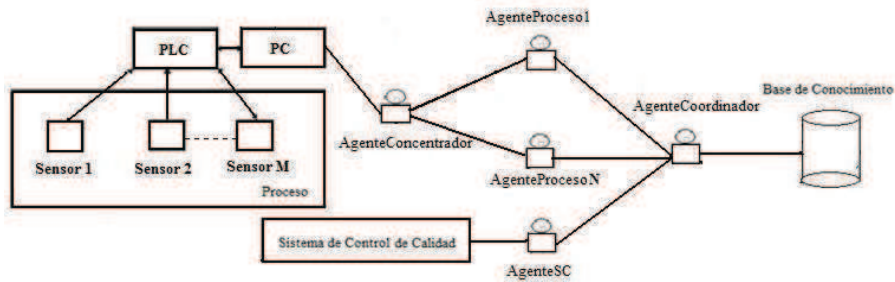 AgenteProceso1
PLC
PC
Base de Conocimiento
AgenteCoordinador
AgenteConcentrador
Sensor 1
Sensor 2
Sensor M
AgenteProcesoN
Proceso
Sistema de Control de Calidad
AgenteSC